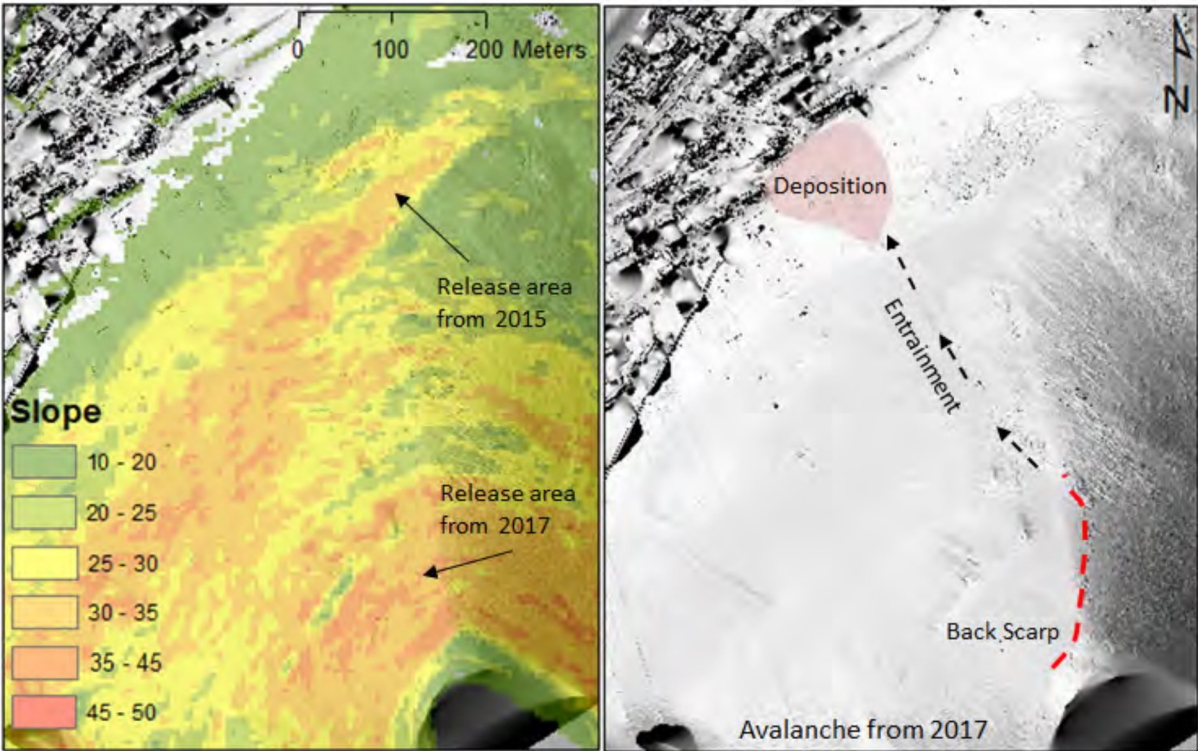 0 100 200 Meters
Release area
from 2015
Slope
10 - 20
20 - 25
25 - 30
30 - 35
35 - 45
45 - 50
Release area
from 2017
N
Deposition
Entrainment
Back Scarp
Avalanche from 2017